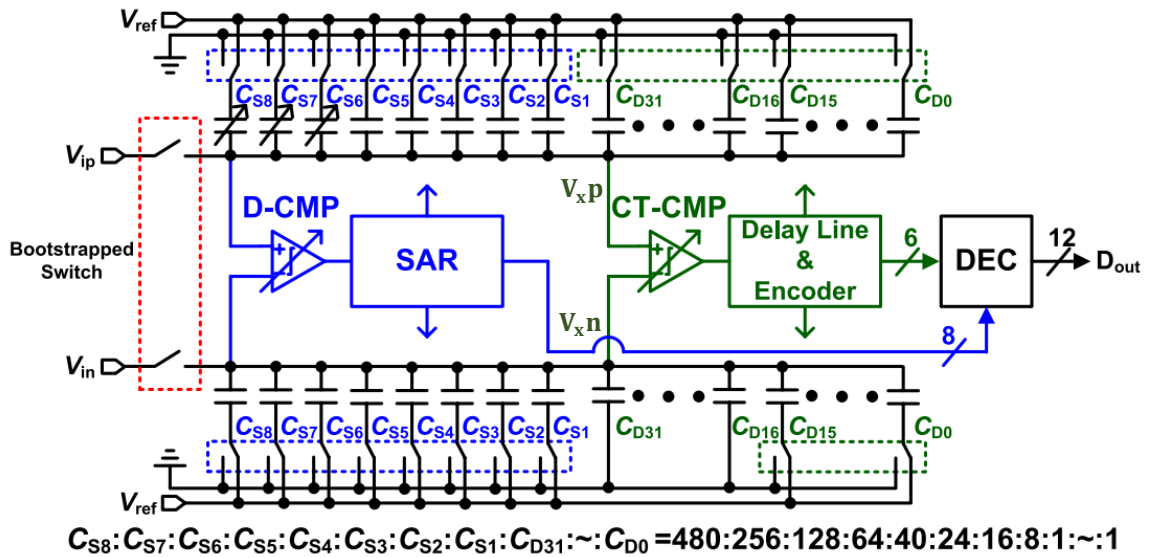 Vref
CS8 CS7 CS6 CS5 CS4 CS3 CS2 CS1 CD31 CD16 CD15 CD0
Vip
Bootstrapped
Switch
D-CMP
SAR
Vxp
CT-CMP
Delay Line
&
Encoder
6
DEC
12
Dout
Vxn
8
Vin
CS8 CS7 CS6 CS5 CS4 CS3 CS2 CS1 CD31 CD16 CD15 CD0
Vref
CS8:CS7:CS6:CS5:CS4:CS3:CS2:CS1:CD31:~:CD0 =480:256:128:64:40:24:16:8:1:~:1